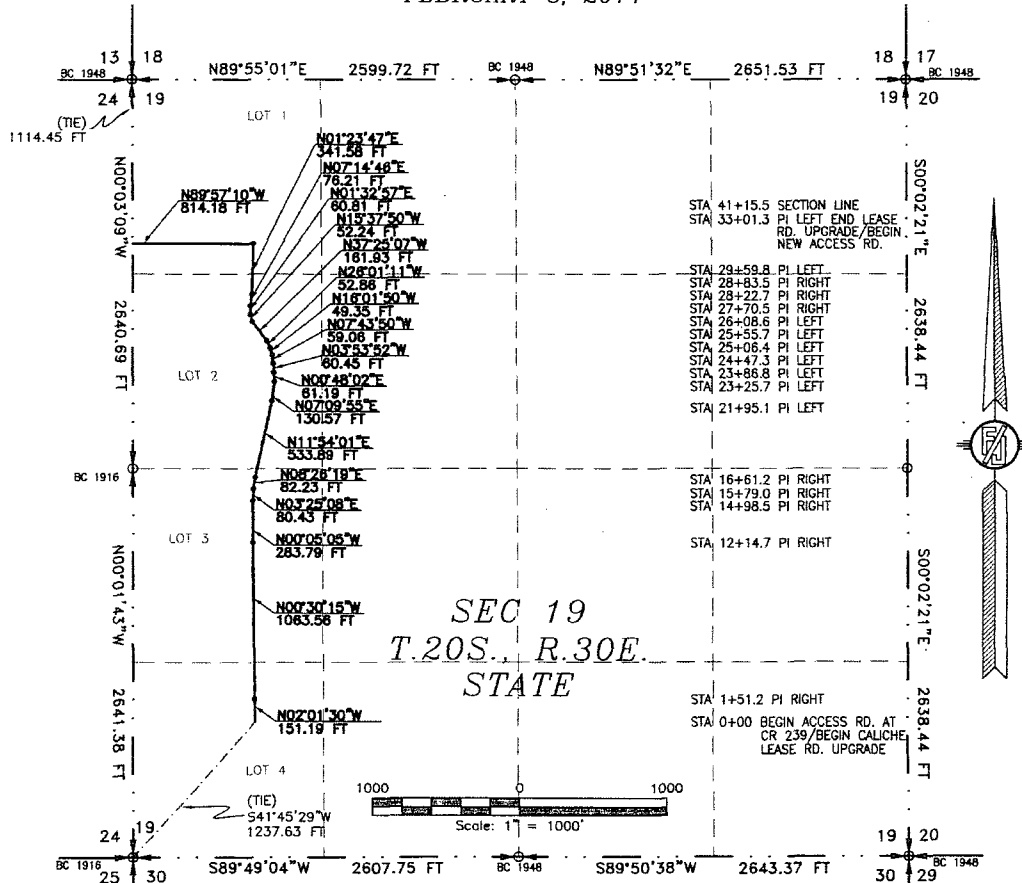 13 18
BC 1948
N89°55'01"E 2599.72 FT
BC 1948
N89°51'32"E 2651.53 FT
18 17
BC 1948
24 19
19 20
(TIE)
1114.45 FT
LOT 1
N01°23'47"E
341.58 FT
N07°14'46"E
76.21 FT
N01°32'57"E
60.81 FT
N15°37'50"W
52.24 FT
N37°25'07"W
161.93 FT
N26°01'11"W
52.86 FT
N16°01'50"W
49.35 FT
N07°43'50"W
59.06 FT
N03°53'52"W
60.45 FT
N00°48'02"E
61.19 FT
N07°09'55"E
130.57 FT
N11°54'01"E
533.89 FT
N08°26'19"E
82.23 FT
N03°25'08"E
80.43 FT
N00°05'05"W
283.79 FT
N00°30'15"W
1063.56 FT
N02°01'30"W
151.19 FT
N89°57'10"W
814.18 FT
N00°03'09"W
2640.69 FT
LOT 2
BC 1916
LOT 3
N00°01'43"W
2641.38 FT
LOT 4
(TIE)
S41°45'29"W
1237.63 FT
STA 41+15.5 SECTION LINE
STA 33+01.3 PI LEFT END LEASE
RD. UPGRADE/BEGIN
NEW ACCESS RD.
STA 29+59.8 PI LEFT
STA 28+83.5 PI RIGHT
STA 28+22.7 PI RIGHT
STA 27+70.5 PI RIGHT
STA 26+08.6 PI LEFT
STA 25+55.7 PI LEFT
STA 25+06.4 PI LEFT
STA 24+47.3 PI LEFT
STA 23+86.8 PI LEFT
STA 23+25.7 PI LEFT
STA 21+95.1 PI LEFT
STA 16+61.2 PI RIGHT
STA 15+79.0 PI RIGHT
STA 14+98.5 PI RIGHT
STA 12+14.7 PI RIGHT
STA 1+51.2 PI RIGHT
STA 0+00 BEGIN ACCESS RD. AT
CR 239/BEGIN CALICHE
LEASE RD. UPGRADE
S00°02'21"E
2638.44 FT
S00°02'21"E
2638.44 FT
SEC 19
T.20S., R.30E.
STATE
1000 0 1000
Scale: 1" = 1000'
24 19
BC 1916
25 30
S89°49'04"W 2607.75 FT
BC 1948
S89°50'38"W 2643.37 FT
19 20
BC 1948
30 29